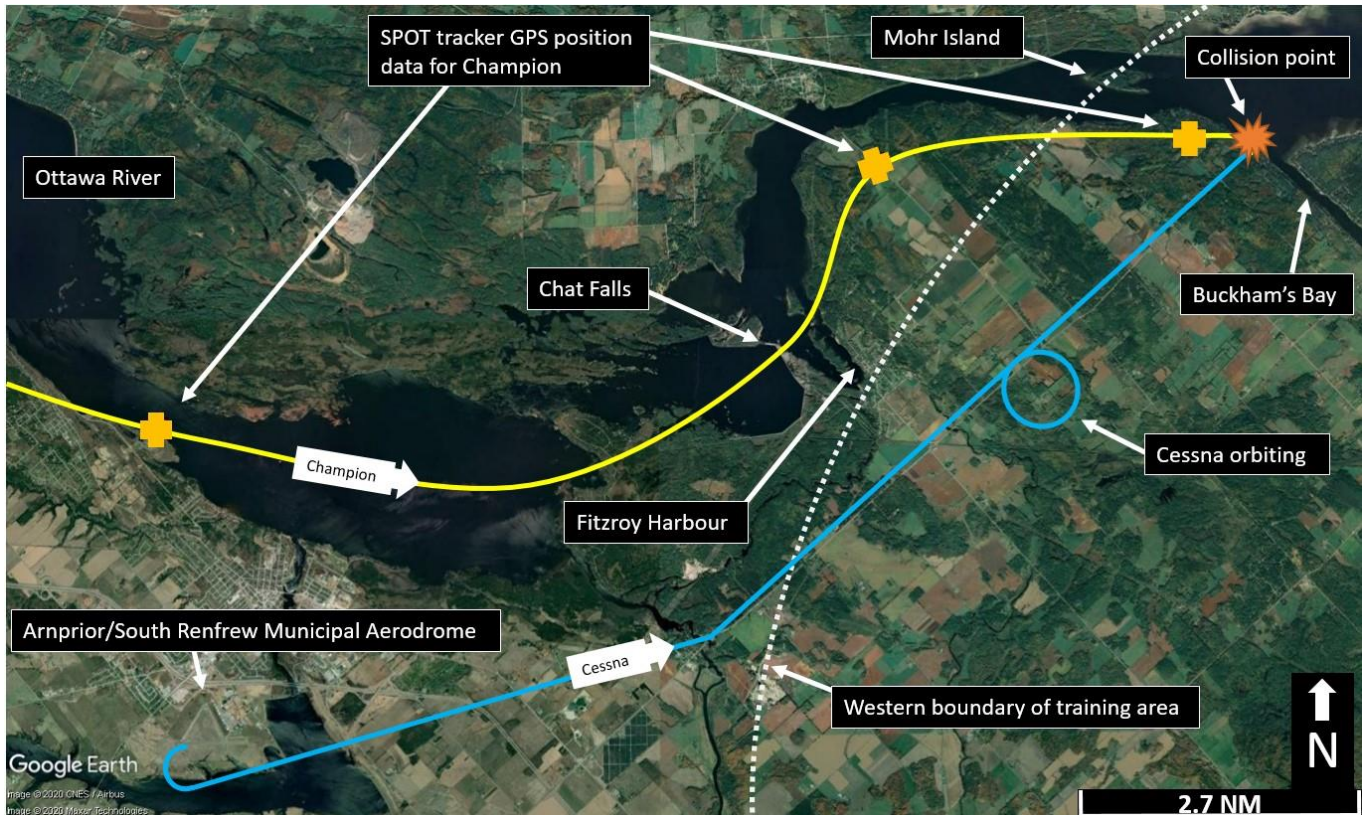 SPOT tracker GPS position
data for Champion
Mohr Island
Collision point
Ottawa River
Chat Falls
Buckham's Bay
Champion
Cessna orbiting
Fitzroy Harbour
Arnprior/South Renfrew Municipal Aerodrome
Cessna
Western boundary of training area
N
Google Earth
Image © 2020 CNES / Airbus
Image © 2020 Maxar Technologies
2.7 NM